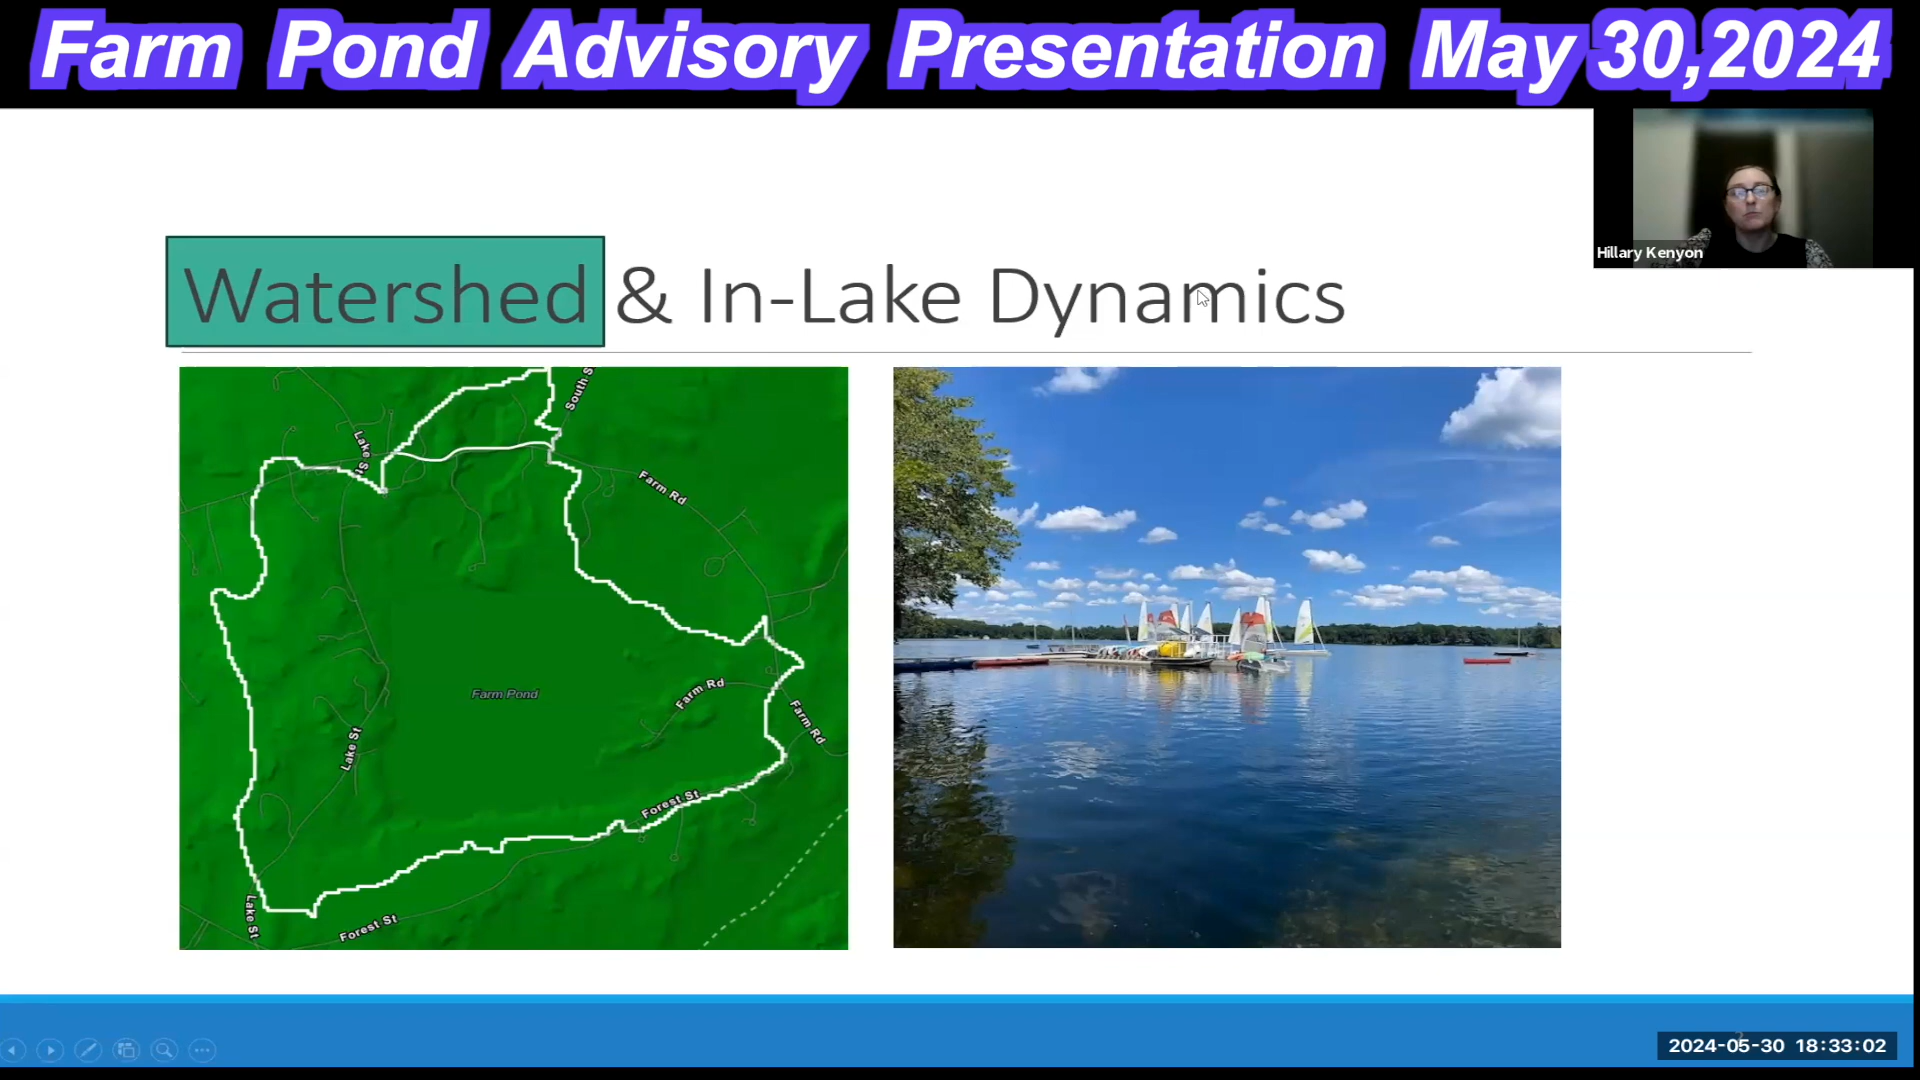 Farm Pond Advisory Presentation May 30,2024
Hillary Kenyon
Watershed & In-Lake Dynamics
South S
Lake St
Farm Rd
Farm Pond
Farm Rd
Farm Rd
Lake St
Forest St
Lake St
Forest St
2024-05-30 18:33:02